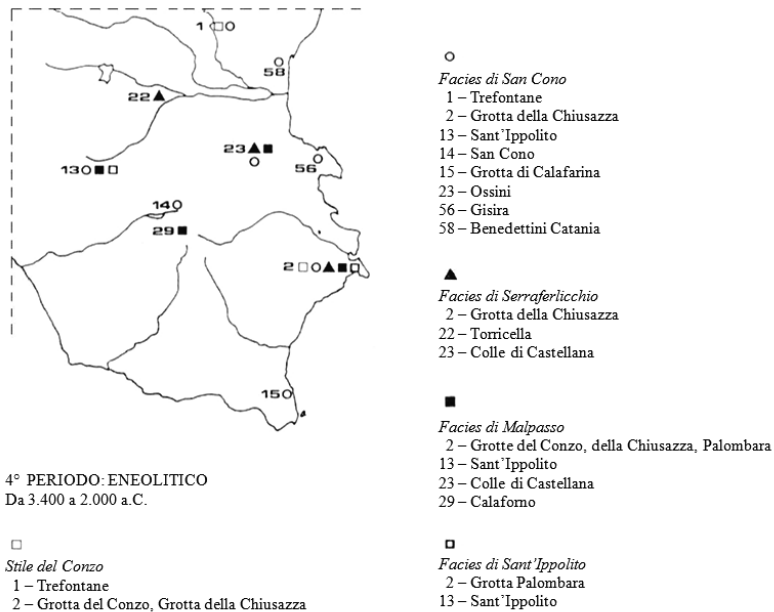 1 □○
58
22 ▲
23 ▲ ■
○
56
13 ○ ■ □
14 ○
29 ■
2 □ ○ ▲ ■ □
15 ○
4° PERIODO: ENEOLITICO
Da 3.400 a 2.000 a.C.
□
Stile del Conzo
1 – Trefontane
2 – Grotta del Conzo, Grotta della Chiusazza
○
Facies di San Cono
1 – Trefontane
2 – Grotta della Chiusazza
13 – Sant’Ippolito
14 – San Cono
15 – Grotta di Calafarina
23 – Ossini
56 – Gisira
58 – Benedettini Catania
▲
Facies di Serraferlicchio
2 – Grotta della Chiusazza
22 – Torricella
23 – Colle di Castellana
■
Facies di Malpasso
2 – Grotte del Conzo, della Chiusazza, Palombara
13 – Sant’Ippolito
23 – Colle di Castellana
29 – Calaforno
□
Facies di Sant’Ippolito
2 – Grotta Palombara
13 – Sant’Ippolito